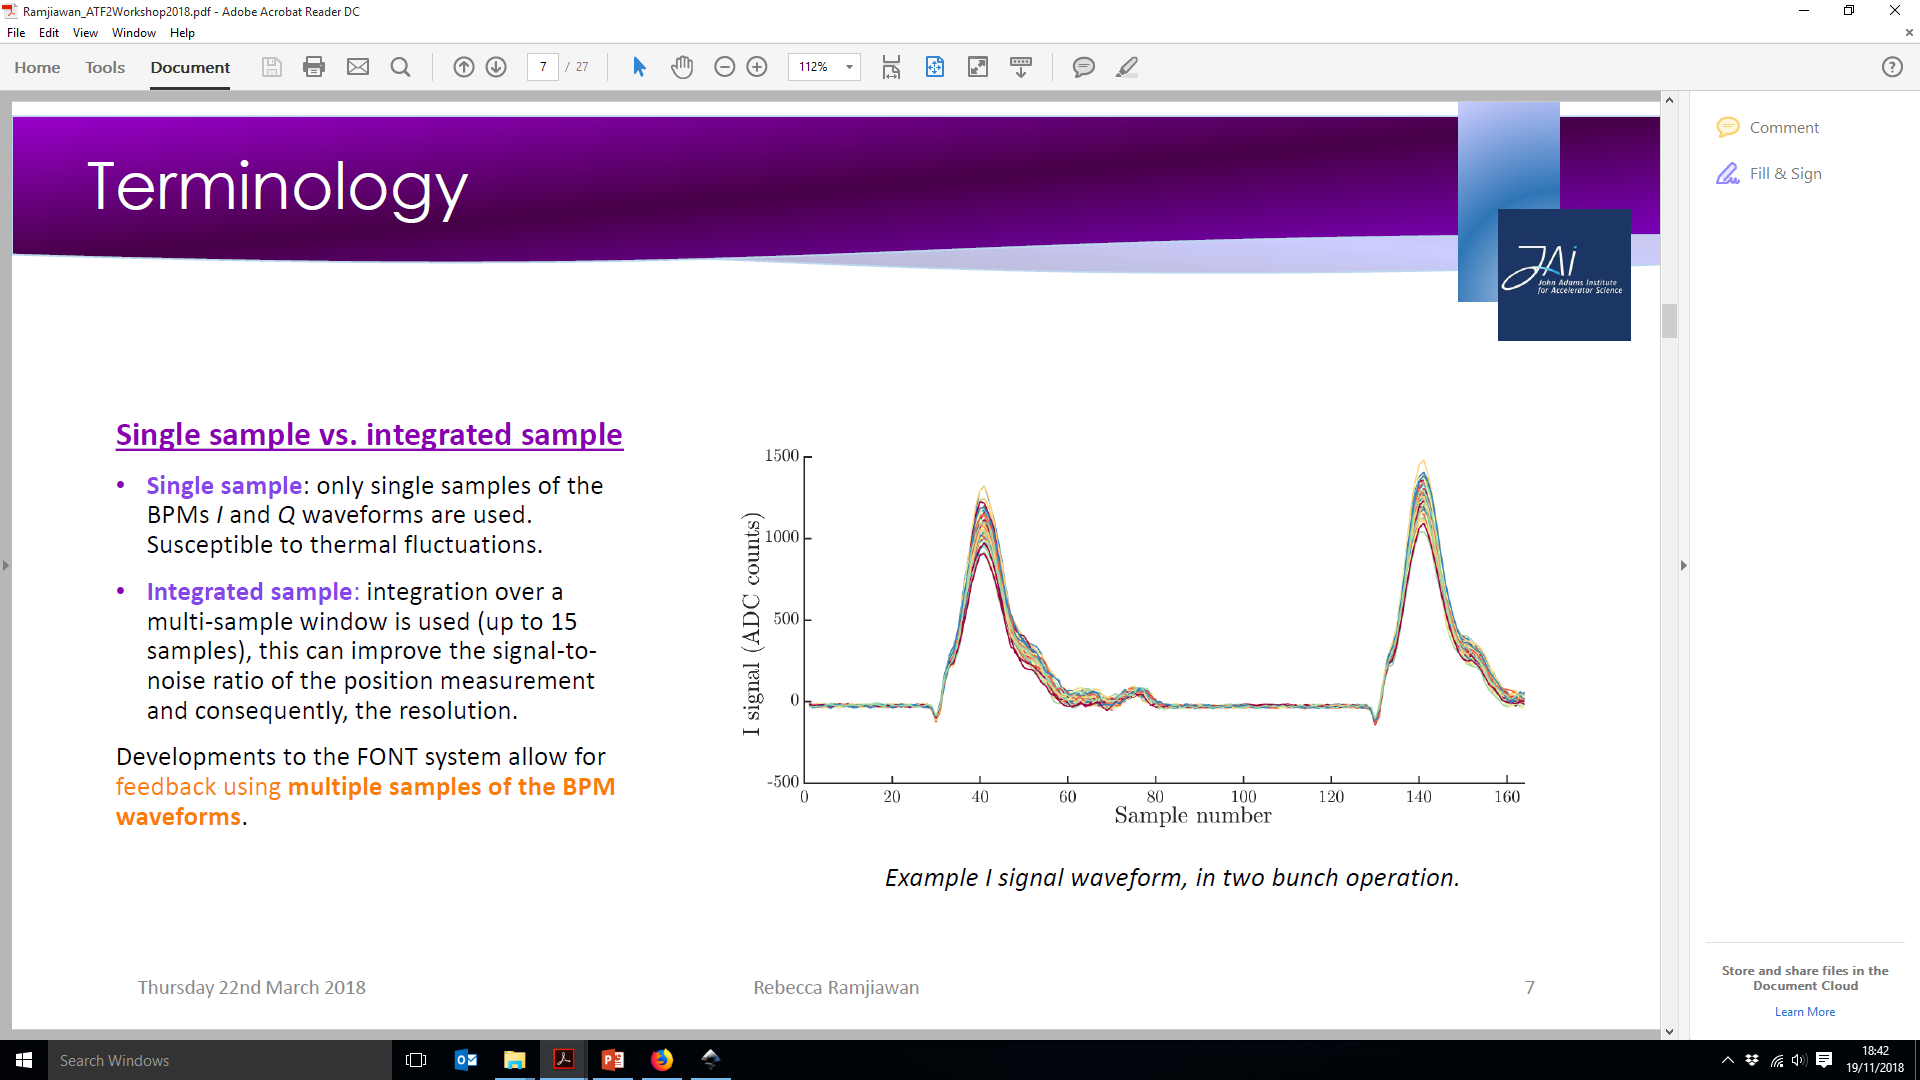 Ramjiawan_ATF2Workshop2018.pdf - Adobe Acrobat Reader DC
File Edit View Window Help
Home Tools Document 7 / 27 112%
Terminology
JAi
John Adams Institute
for Accelerator Science
Single sample vs. integrated sample
• Single sample: only single samples of the
BPMs I and Q waveforms are used.
Susceptible to thermal fluctuations.
• Integrated sample: integration over a
multi-sample window is used (up to 15
samples), this can improve the signal-to-
noise ratio of the position measurement
and consequently, the resolution.
Developments to the FONT system allow for
feedback using multiple samples of the BPM
waveforms.
I signal (ADC counts)
1500
1000
500
0
-500
0 20 40 60 80 100 120 140 160
Sample number
Example I signal waveform, in two bunch operation.
Thursday 22nd March 2018 Rebecca Ramjiawan 7
Comment
Fill & Sign
Store and share files in the
Document Cloud
Learn More
Search Windows
18:42
19/11/2018